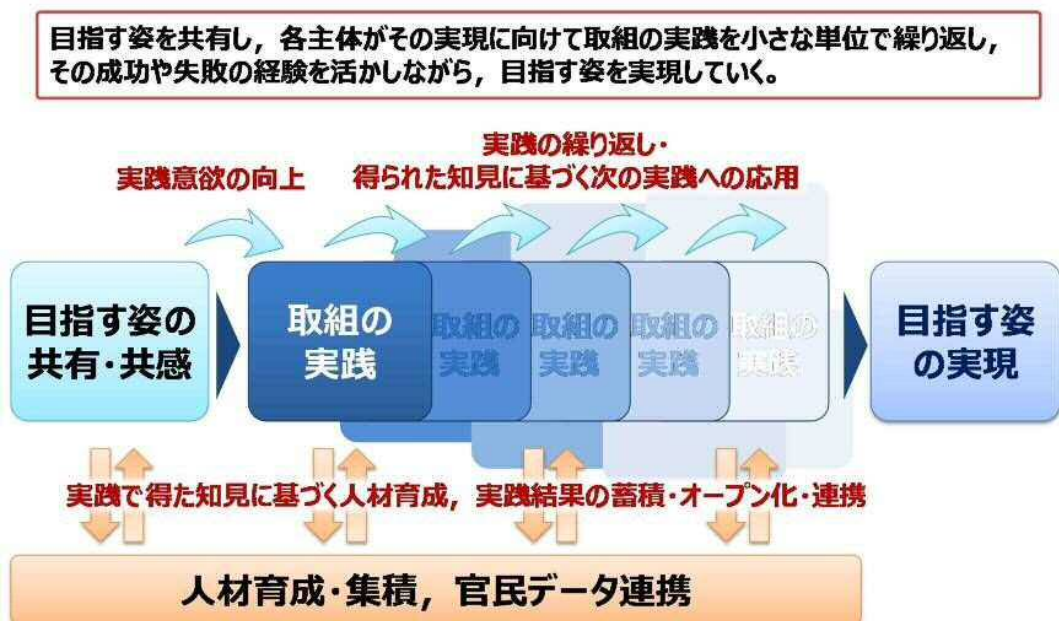 目指す姿を共有し，各主体がその実現に向けて取組の実践を小さな単位で繰り返し，
その成功や失敗の経験を活かしながら，目指す姿を実現していく。
実践意欲の向上
実践の繰り返し・
得られた知見に基づく次の実践への応用
目指す姿の
共有・共感
取組の
実践
取組の
実践
取組の
実践
取組の
実践
取組の
実践
目指す姿
の実現
実践で得た知見に基づく人材育成，実践結果の蓄積・オープン化・連携
人材育成・集積，官民データ連携